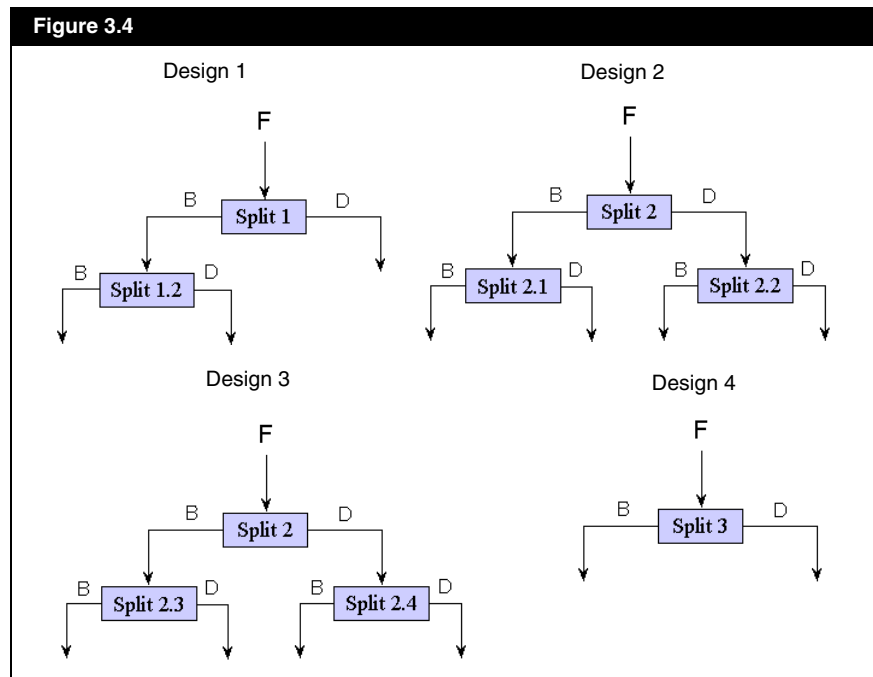 Figure 3.4
Design 1
Design 2
F
F
B
D
Split 1
B
D
Split 2
B
D
Split 1.2
B
D
Split 2.1
B
D
Split 2.2
Design 3
Design 4
F
F
B
D
Split 2
B
D
Split 3
B
D
Split 2.3
B
D
Split 2.4